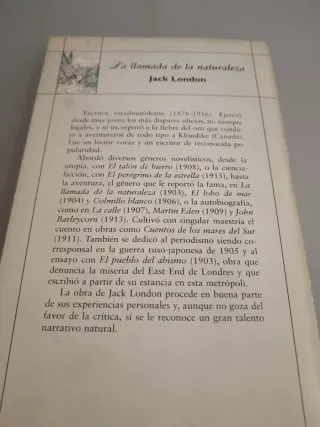 La llamada de la naturaleza
Jack London
Escritor estadounidense (1876-1916). Ejerció
desde muy joven los más dispares oficios, no siempre
legales, y se incorporó a la fiebre del oro que condu-
jo a aventureros de todo el mundo a Klondike (Canadá).
Fue un lector voraz y un escritor de reconocida po-
pularidad.
Abordó diversos géneros novelísticos, desde la
utopía, con El talón de hierro (1908), o la ciencia-
ficción, con El peregrino de la estrella (1915), hasta
la aventura, el género que le reportó la fama, en La
llamada de la naturaleza (1903), El lobo de mar
(1904) y Colmillo blanco (1906), o la autobiografía,
como en La calle (1907), Martin Eden (1909) y John
Barleycorn (1913). Cultivó con singular maestría el
cuento en obras como Cuentos de los mares del Sur
(1911). También se dedicó al periodismo siendo co-
rresponsal en la guerra ruso-japonesa de 1905 y al
ensayo con El pueblo del abismo (1903), obra que
denuncia la miseria del East End de Londres y que
escribió a partir de su estancia en esta metrópoli.
La obra de Jack London procede en buena parte
de sus experiencias personales y, aunque no goza del
favor de la crítica, sí se le reconoce un gran talento
narrativo natural.